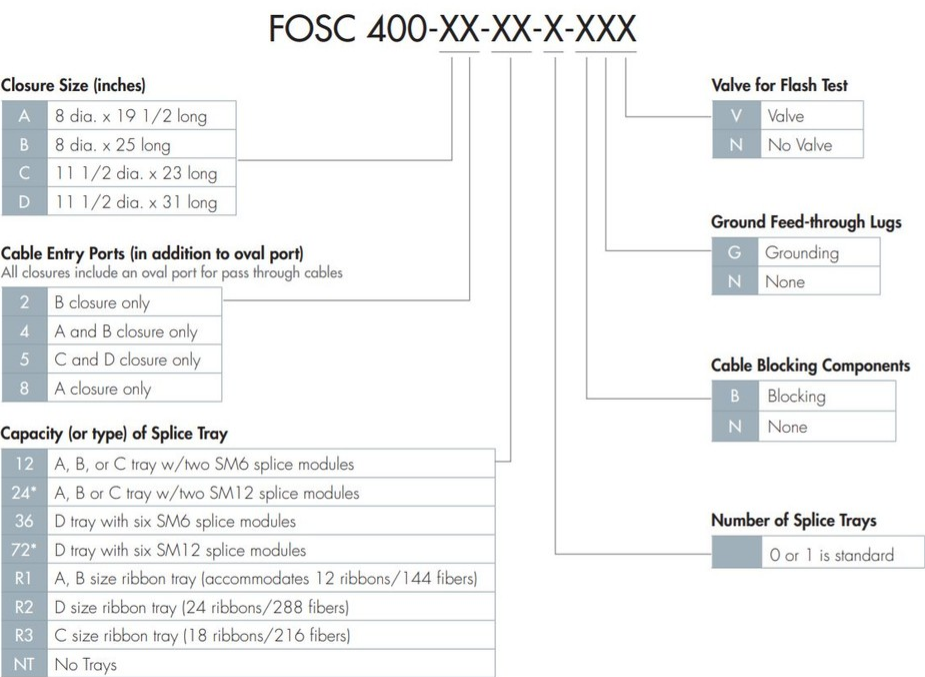 FOSC 400-XX-XX-X-XXX
Closure Size (inches)
A 8 dia. x 19 1/2 long
B 8 dia. x 25 long
C 11 1/2 dia. x 23 long
D 11 1/2 dia. x 31 long
Cable Entry Ports (in addition to oval port)
All closures include an oval port for pass through cables
2 B closure only
4 A and B closure only
5 C and D closure only
8 A closure only
Capacity (or type) of Splice Tray
12 A, B, or C tray w/two SM6 splice modules
24* A, B or C tray w/two SM12 splice modules
36 D tray with six SM6 splice modules
72* D tray with six SM12 splice modules
R1 A, B size ribbon tray (accommodates 12 ribbons/144 fibers)
R2 D size ribbon tray (24 ribbons/288 fibers)
R3 C size ribbon tray (18 ribbons/216 fibers)
NT No Trays
Valve for Flash Test
V Valve
N No Valve
Ground Feed-through Lugs
G Grounding
N None
Cable Blocking Components
B Blocking
N None
Number of Splice Trays
0 or 1 is standard